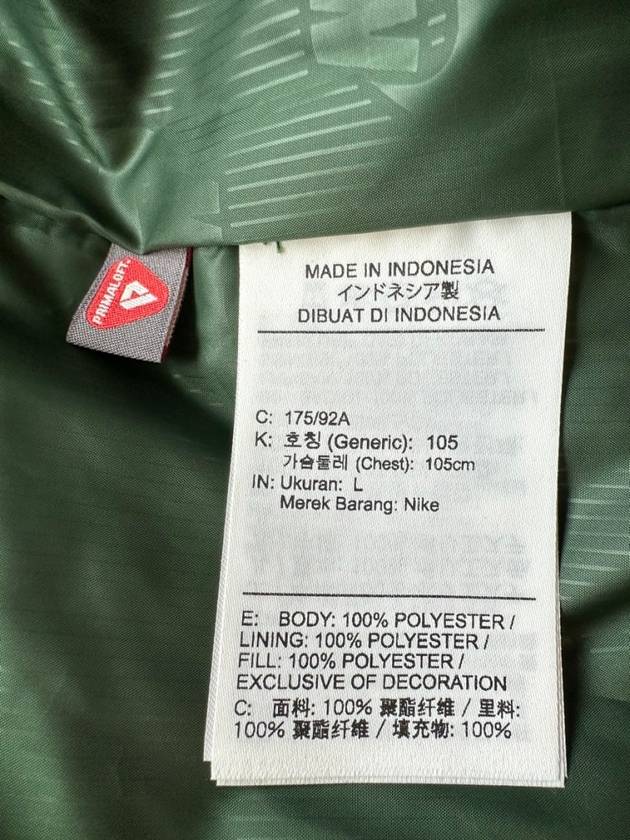 PRIMALOFT
MADE IN INDONESIA
インドネシア製
DIBUAT DI INDONESIA
C: 175/92A
K: 호칭 (Generic): 105
가슴둘레 (Chest): 105cm
IN: Ukuran: L
Merek Barang: Nike
E: BODY: 100% POLYESTER /
LINING: 100% POLYESTER /
FILL: 100% POLYESTER /
EXCLUSIVE OF DECORATION
C: 面料: 100% 聚酯纤维 / 里料:
100% 聚酯纤维 / 填充物: 100%